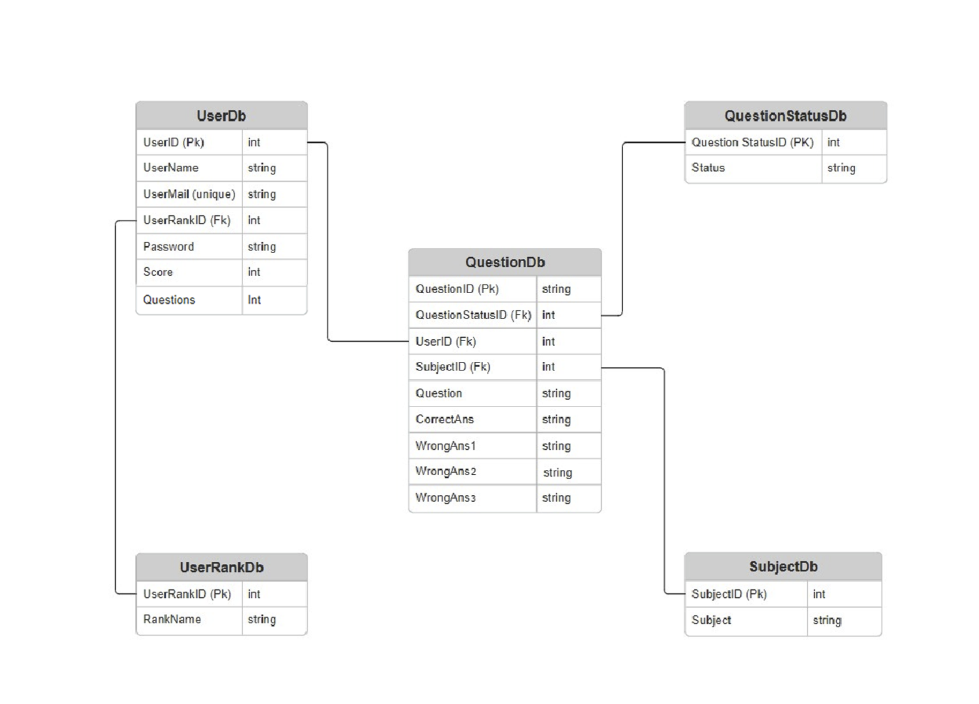 UserDb
UserID (Pk) int
UserName string
UserMail (unique) string
UserRankID (Fk) int
Password string
Score int
Questions Int
QuestionStatusDb
Question StatusID (PK) int
Status string
QuestionDb
QuestionID (Pk) string
QuestionStatusID (Fk) int
UserID (Fk) int
SubjectID (Fk) int
Question string
CorrectAns string
WrongAns1 string
WrongAns2 string
WrongAns3 string
UserRankDb
UserRankID (Pk) int
RankName string
SubjectDb
SubjectID (Pk) int
Subject string